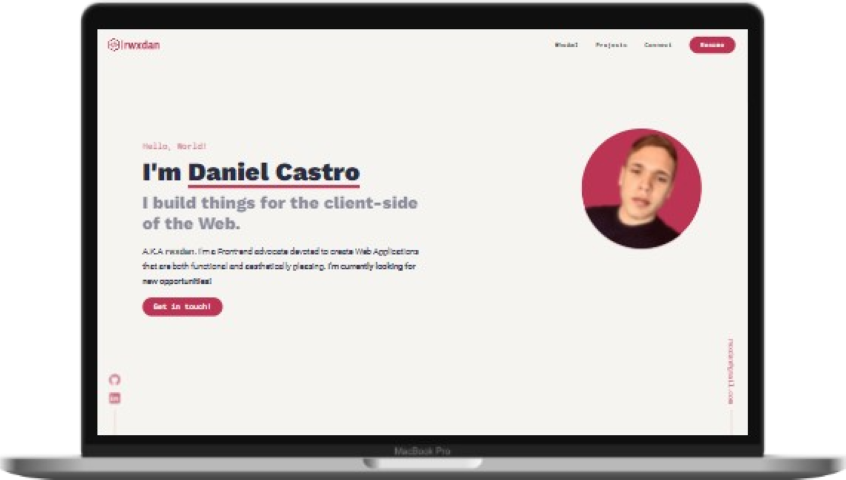 rwxdan
WhoAmI
Projects
Connect
Resume
Hello, World!
I'm Daniel Castro
I build things for the client-side
of the Web.
A.K.A rwxdan. I'm a Frontend advocate devoted to create Web Applications
that are both functional and aesthetically pleasing. I'm currently looking for
new opportunities!
Get in touch!
in
MacBook Pro